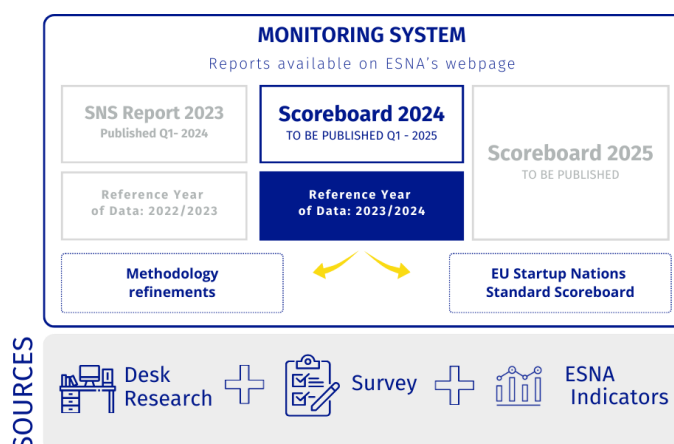 MONITORING SYSTEM
Reports available on ESNA's webpage
SNS Report 2023
Published Q1- 2024
Reference Year
of Data: 2022/2023
Scoreboard 2024
TO BE PUBLISHED Q1 - 2025
Reference Year
of Data: 2023/2024
Scoreboard 2025
TO BE PUBLISHED
Methodology
refinements
EU Startup Nations
Standard Scoreboard
SOURCES
Desk
Research
Survey
ESNA
Indicators